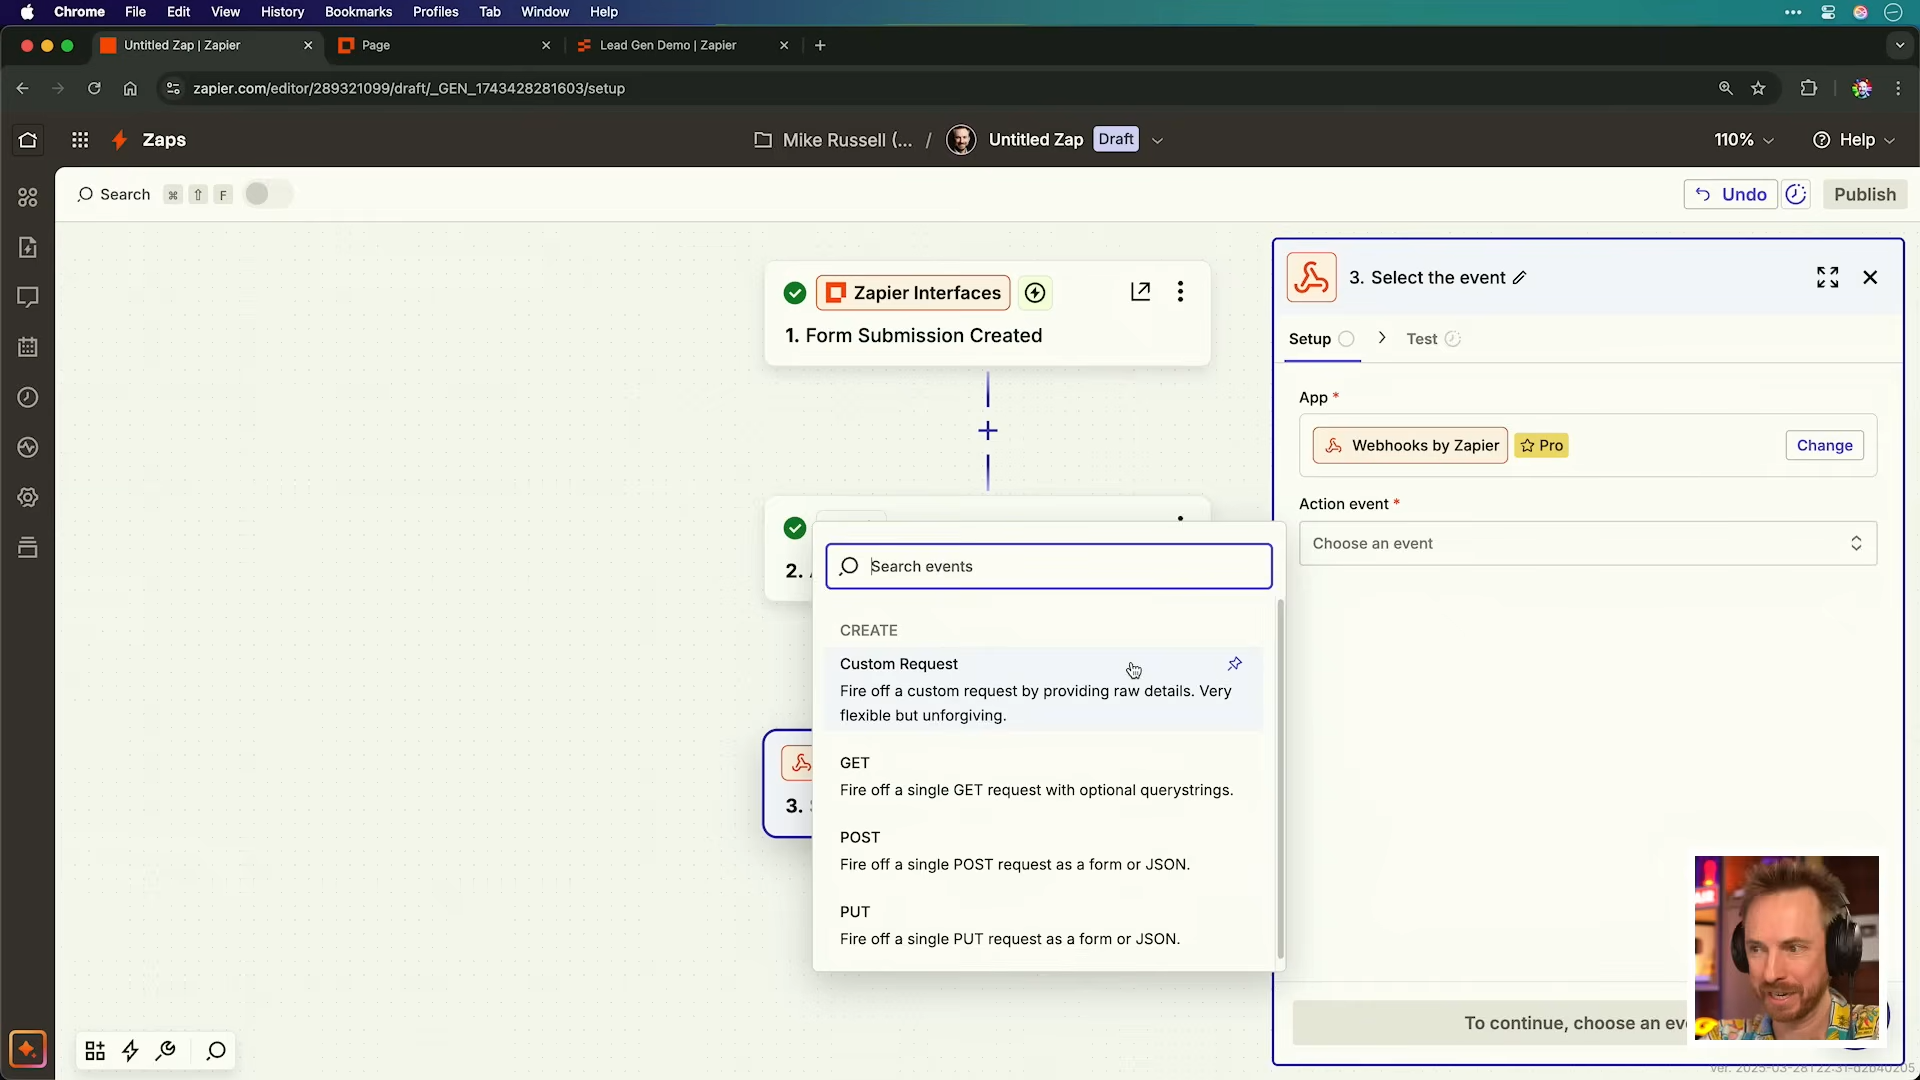 Chrome File Edit View History Bookmarks Profiles Tab Window Help
Untitled Zap | Zapier
Page
Lead Gen Demo | Zapier
zapier.com/editor/289321099/draft/_GEN_1743428281603/setup
Zaps
Mike Russell (... / Untitled Zap Draft
110%
Help
Search ⌘ ⇧ F
Undo
Publish
Zapier Interfaces
1. Form Submission Created
2.
3.
Search events
CREATE
Custom Request
Fire off a custom request by providing raw details. Very
flexible but unforgiving.
GET
Fire off a single GET request with optional querystrings.
POST
Fire off a single POST request as a form or JSON.
PUT
Fire off a single PUT request as a form or JSON.
3. Select the event
Setup
Test
App *
Webhooks by Zapier
Pro
Change
Action event *
Choose an event
To continue, choose an eve